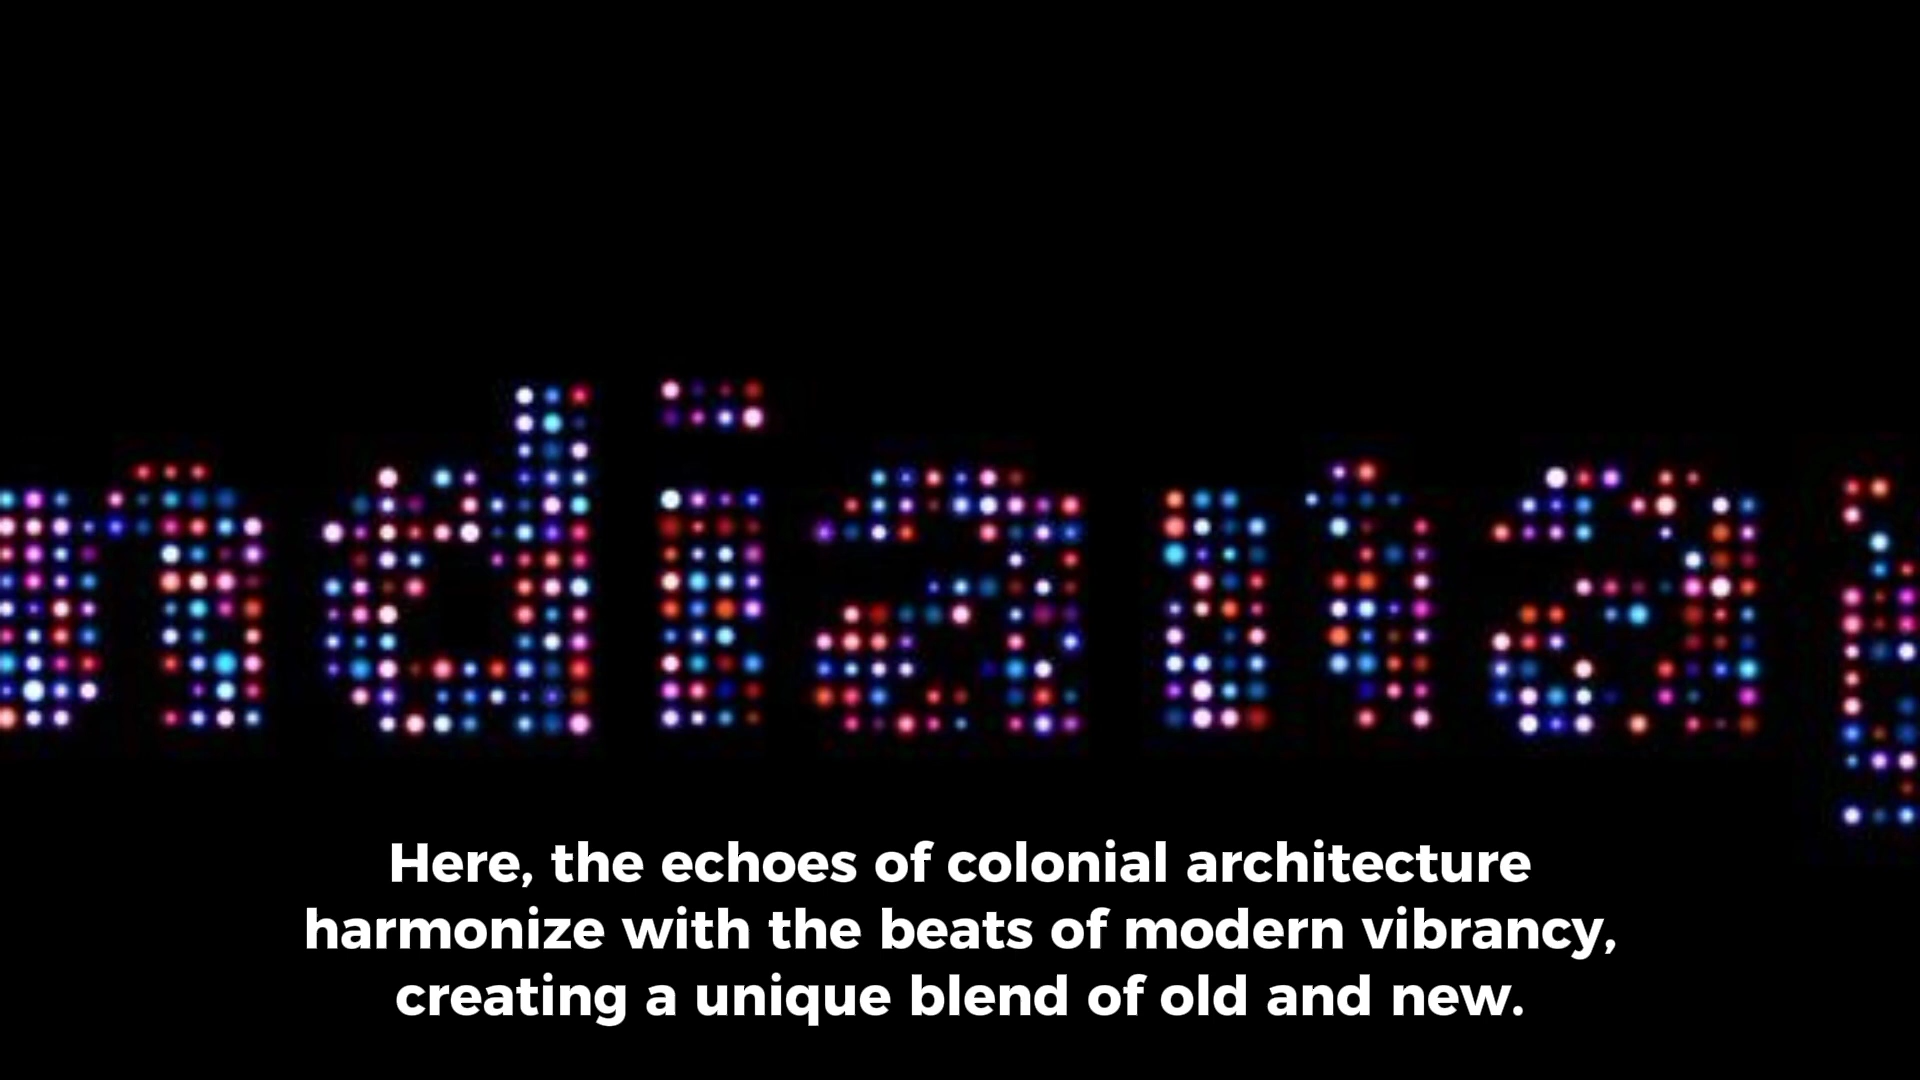 ndianap
Here, the echoes of colonial architecture
harmonize with the beats of modern vibrancy,
creating a unique blend of old and new.